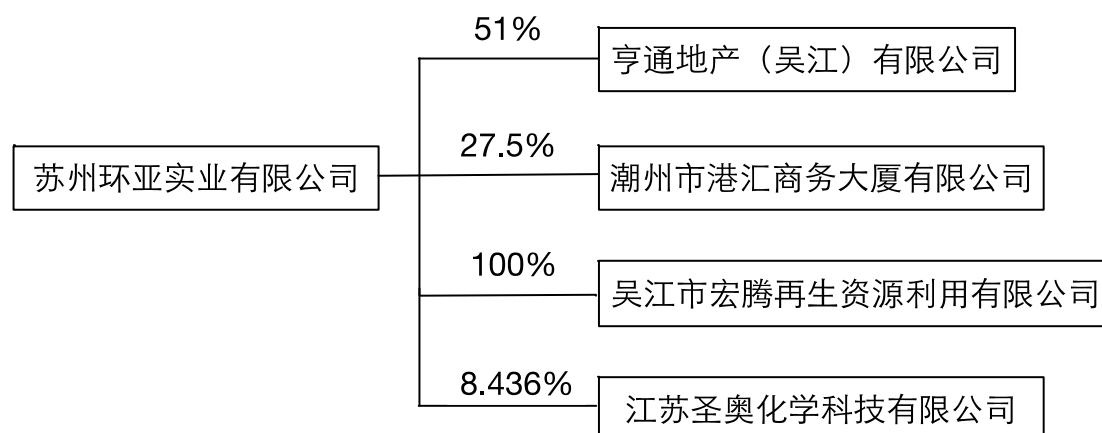 51%
亨通地产（吴江）有限公司
27.5%
苏州环亚实业有限公司
潮州市港汇商务大厦有限公司
100%
吴江市宏腾再生资源利用有限公司
8.436%
江苏圣奥化学科技有限公司